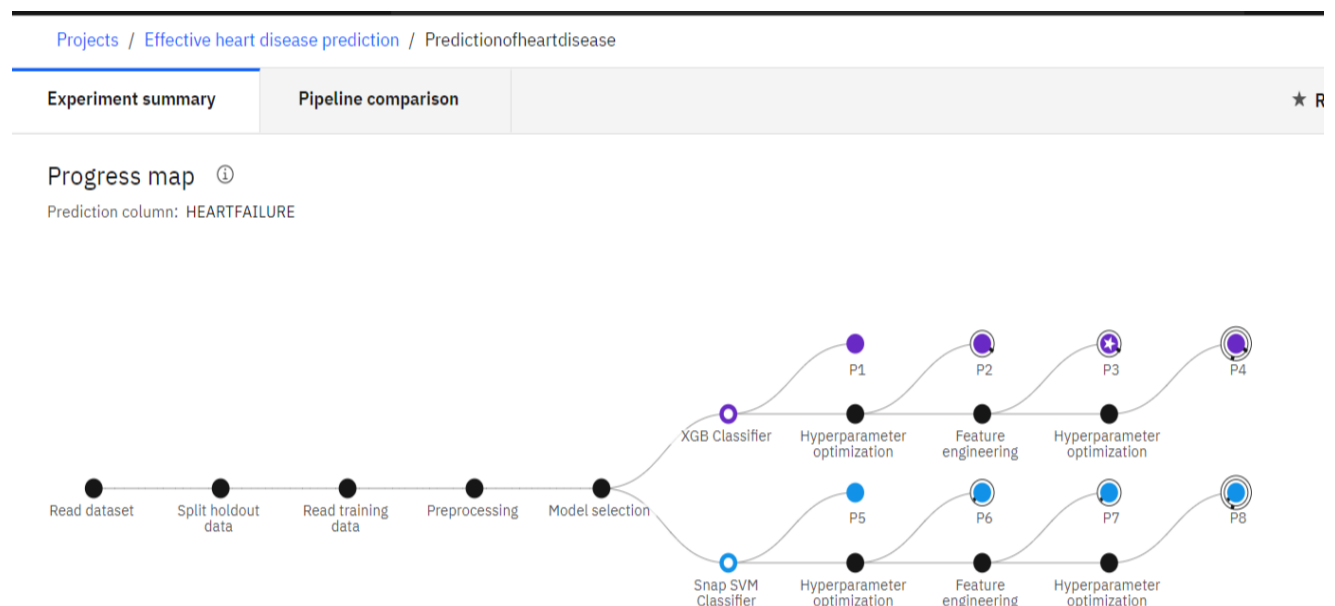 Projects / Effective heart disease prediction / Predictionofheartdisease
Experiment summary
Pipeline comparison
★ R
Progress map
Prediction column: HEARTFAILURE
P1
P2
P3
P4
XGB Classifier
Hyperparameter
optimization
Feature
engineering
Hyperparameter
optimization
Read dataset
Split holdout
data
Read training
data
Preprocessing
Model selection
P5
P6
P7
P8
Snap SVM
Classifier
Hyperparameter
optimization
Feature
engineering
Hyperparameter
optimization